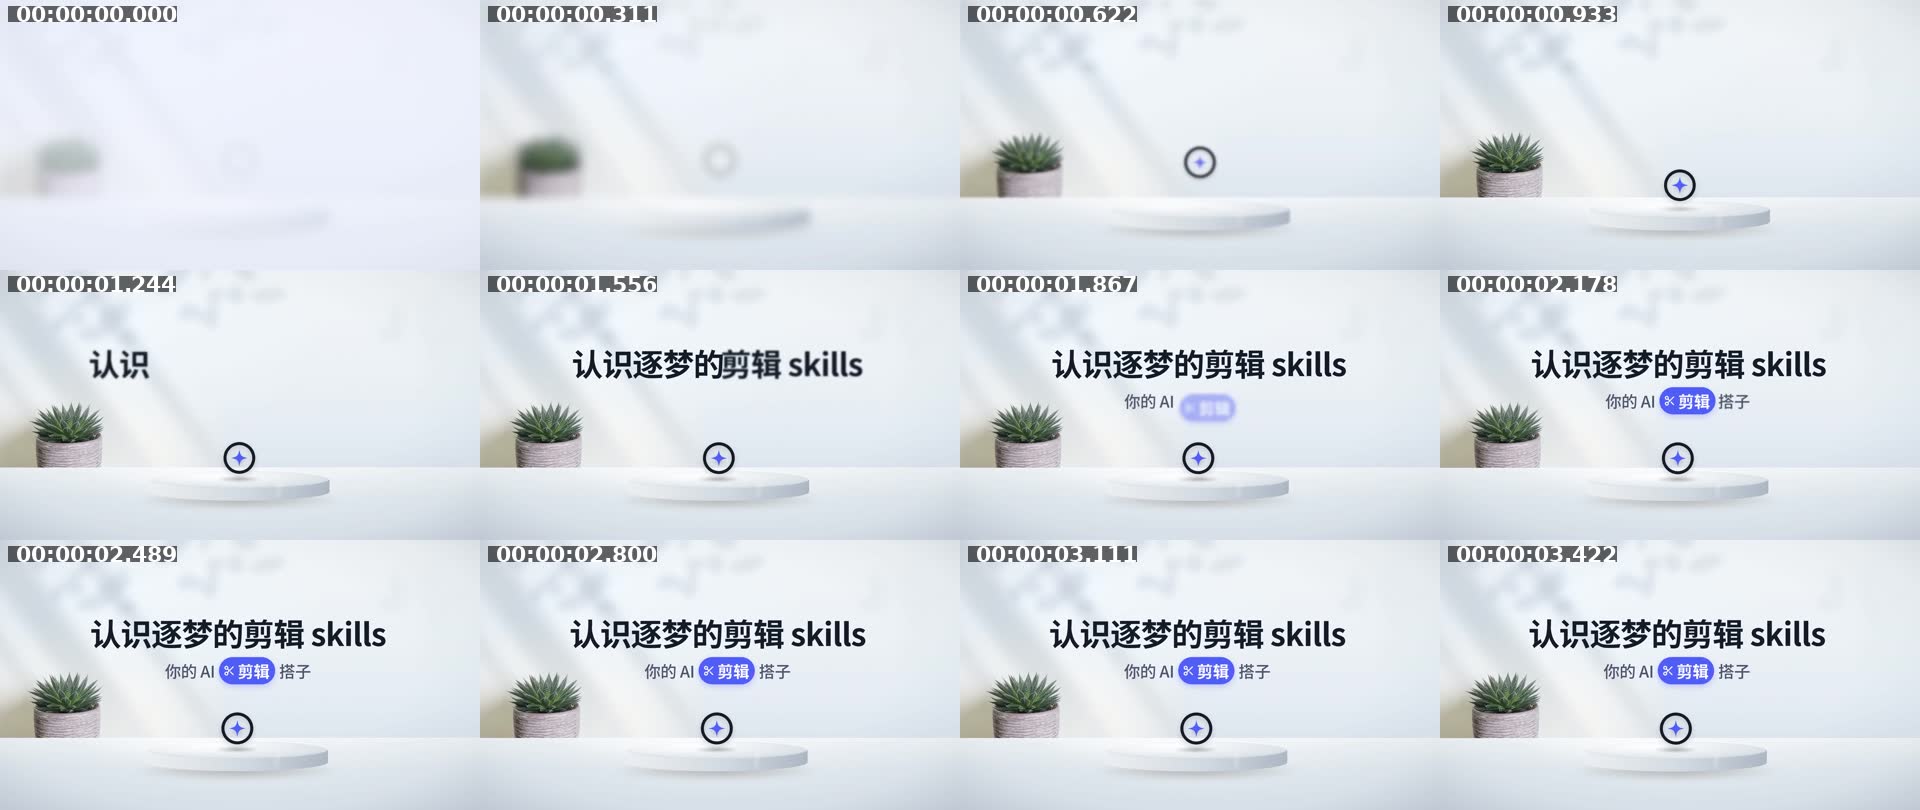 00:00:00.000
00:00:00.311
00:00:00.622
00:00:00.933
00:00:01.244
认识
00:00:01.556
认识逐梦的剪辑 skills
00:00:01.867
认识逐梦的剪辑 skills
你的 AI 剪辑
00:00:02.178
认识逐梦的剪辑 skills
你的 AI 剪辑 搭子
00:00:02.489
认识逐梦的剪辑 skills
你的 AI 剪辑 搭子
00:00:02.800
认识逐梦的剪辑 skills
你的 AI 剪辑 搭子
00:00:03.111
认识逐梦的剪辑 skills
你的 AI 剪辑 搭子
00:00:03.422
认识逐梦的剪辑 skills
你的 AI 剪辑 搭子